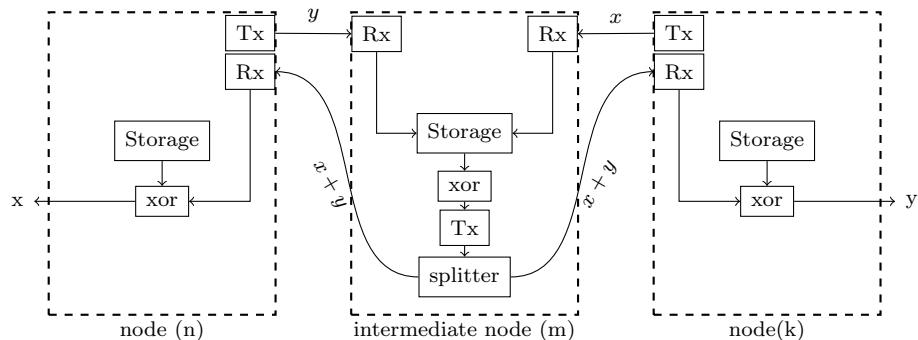 y
x
Tx
Rx
Rx
Tx
Rx
Rx
Storage
Storage
Storage
x + y
x + y
xor
x
xor
xor
y
Tx
splitter
node (n)
intermediate node (m)
node(k)